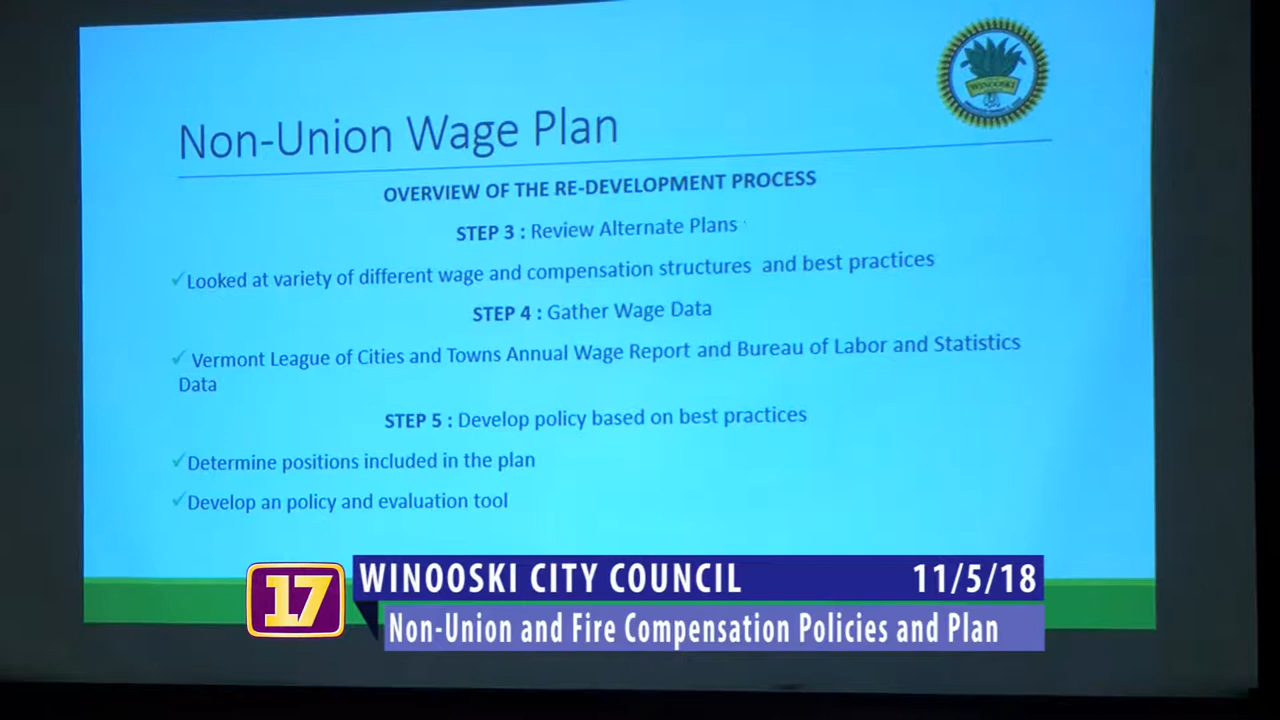 WINOOSKI
Non-Union Wage Plan
OVERVIEW OF THE RE-DEVELOPMENT PROCESS
STEP 3 : Review Alternate Plans
✓Looked at variety of different wage and compensation structures and best practices
STEP 4 : Gather Wage Data
✓ Vermont League of Cities and Towns Annual Wage Report and Bureau of Labor and Statistics
Data
STEP 5 : Develop policy based on best practices
✓Determine positions included in the plan
✓Develop an policy and evaluation tool
17
WINOOSKI CITY COUNCIL 11/5/18
Non-Union and Fire Compensation Policies and Plan